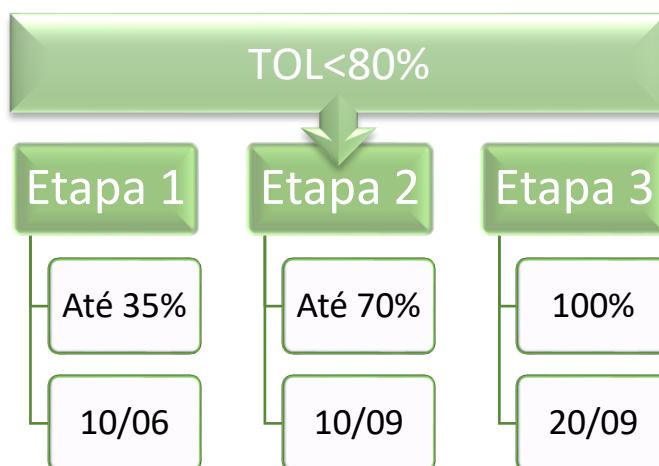 TOL<80%
Etapa 1
Etapa 2
Etapa 3
Até 35%
Até 70%
100%
10/06
10/09
20/09